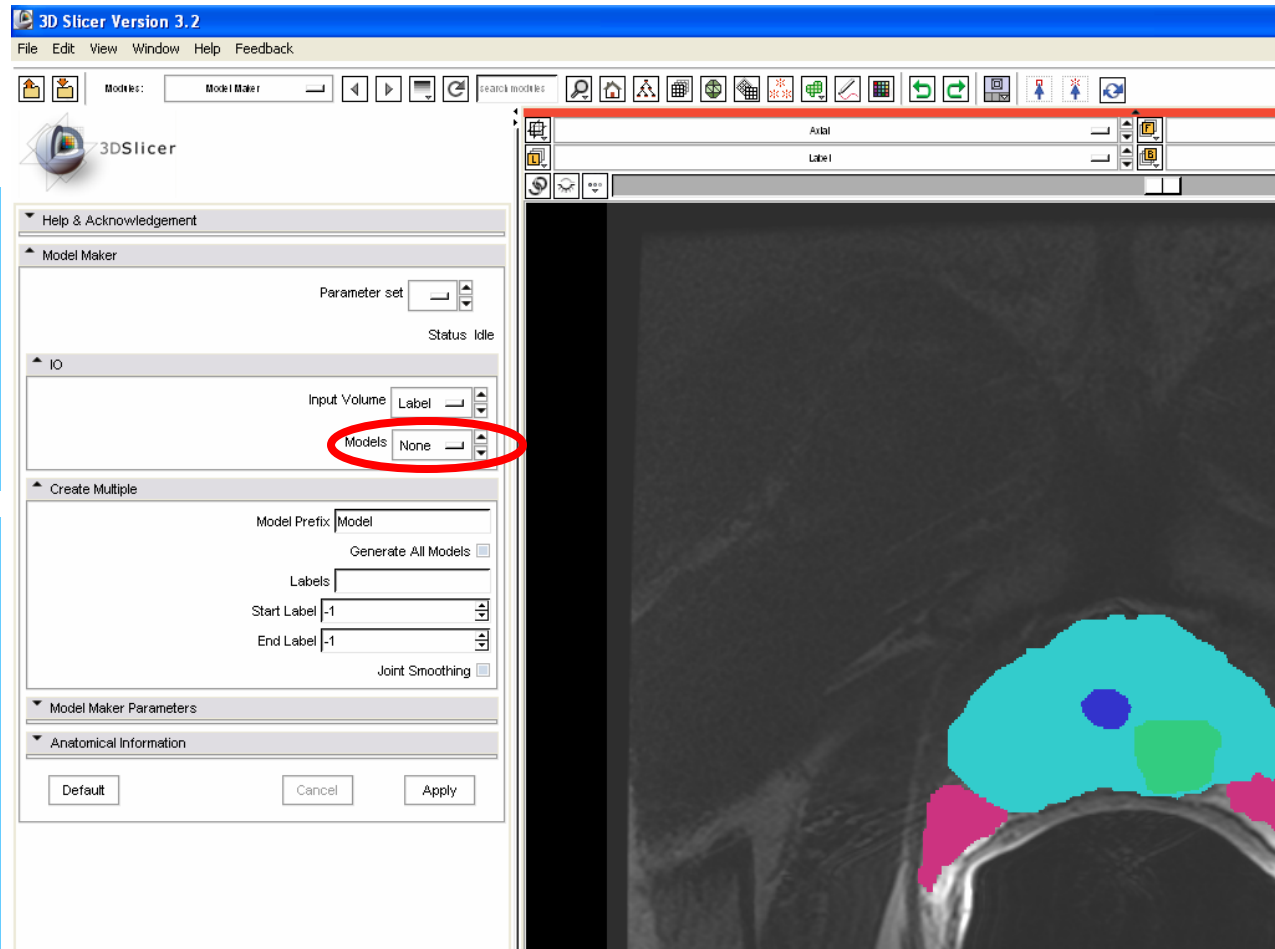 3D Slicer Version 3.2
File Edit View Window Help Feedback
Modules: Model Maker search modules
3DSlicer
Axial
Label
F
L
B
Help & Acknowledgement
Model Maker
Parameter set
Status Idle
IO
Input Volume Label
Models None
Create Multiple
Model Prefix Model
Generate All Models
Labels
Start Label -1
End Label -1
Joint Smoothing
Model Maker Parameters
Anatomical Information
Default Cancel Apply